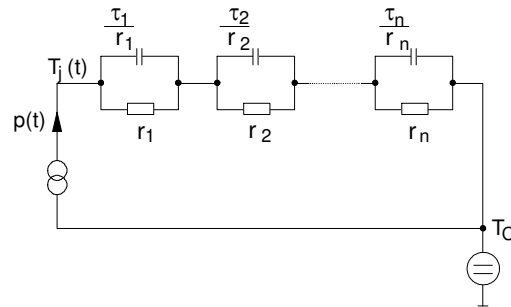 τ1 τ2 τn
r1 r2 rn
Tj(t)
p(t)
r1 r2 rn
TC